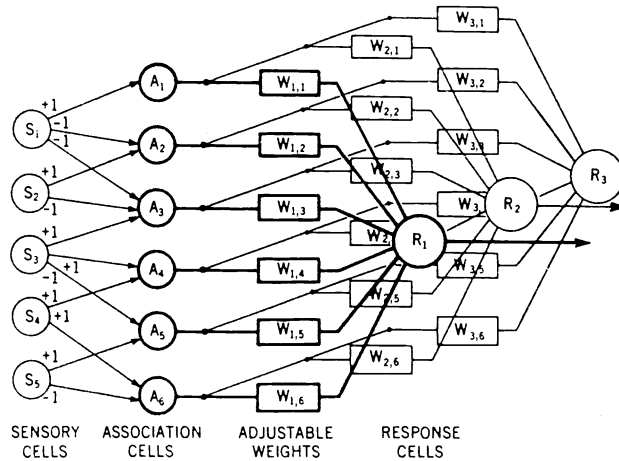 W3,1
W2,1
+1
A1
W1,1
W3,2
Si
-1
-1
W2,2
+1
A2
W1,2
S2
-1
W2,3
R3
+1
A3
W1,3
R2
S3
+1
-1
A4
W1,4
R1
W3,5
+1
S4
+1
W2,5
+1
A5
W1,5
W3,6
S5
-1
W2,6
A6
W1,6
SENSORY CELLS
ASSOCIATION CELLS
ADJUSTABLE WEIGHTS
RESPONSE CELLS